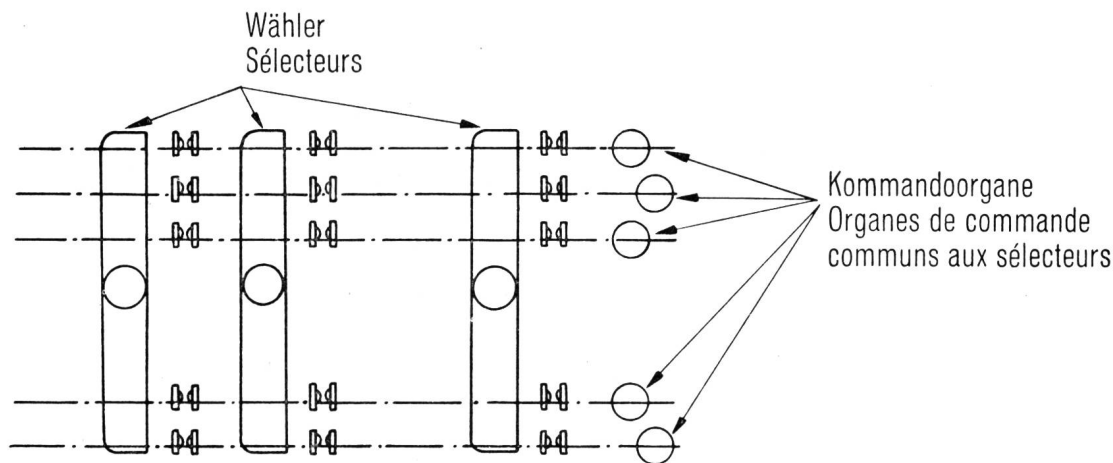 Wähler
Sélecteurs
Kommandoorgane
Organes de commande
communs aux sélecteurs